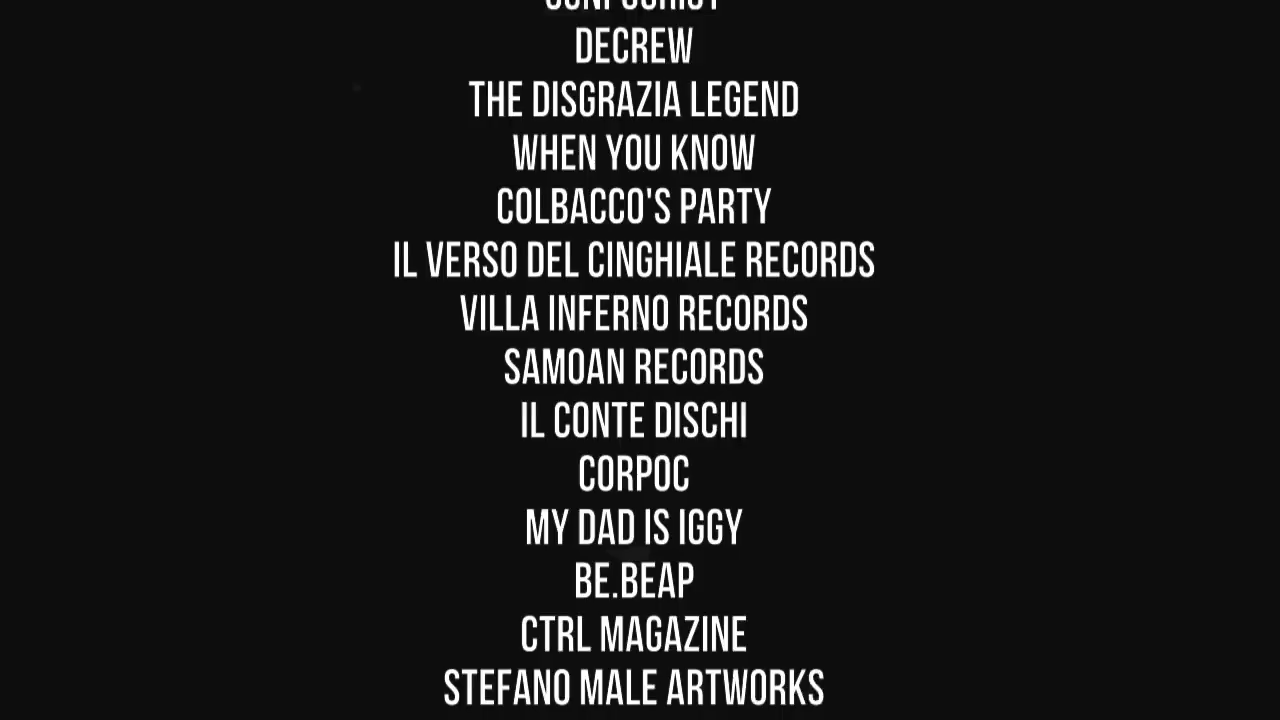 DECREW
THE DISGRAZIA LEGEND
WHEN YOU KNOW
COLBACCO'S PARTY
IL VERSO DEL CINGHIALE RECORDS
VILLA INFERNO RECORDS
SAMOAN RECORDS
IL CONTE DISCHI
CORPOC
MY DAD IS IGGY
BE.BEAP
CTRL MAGAZINE
STEFANO MALE ARTWORKS